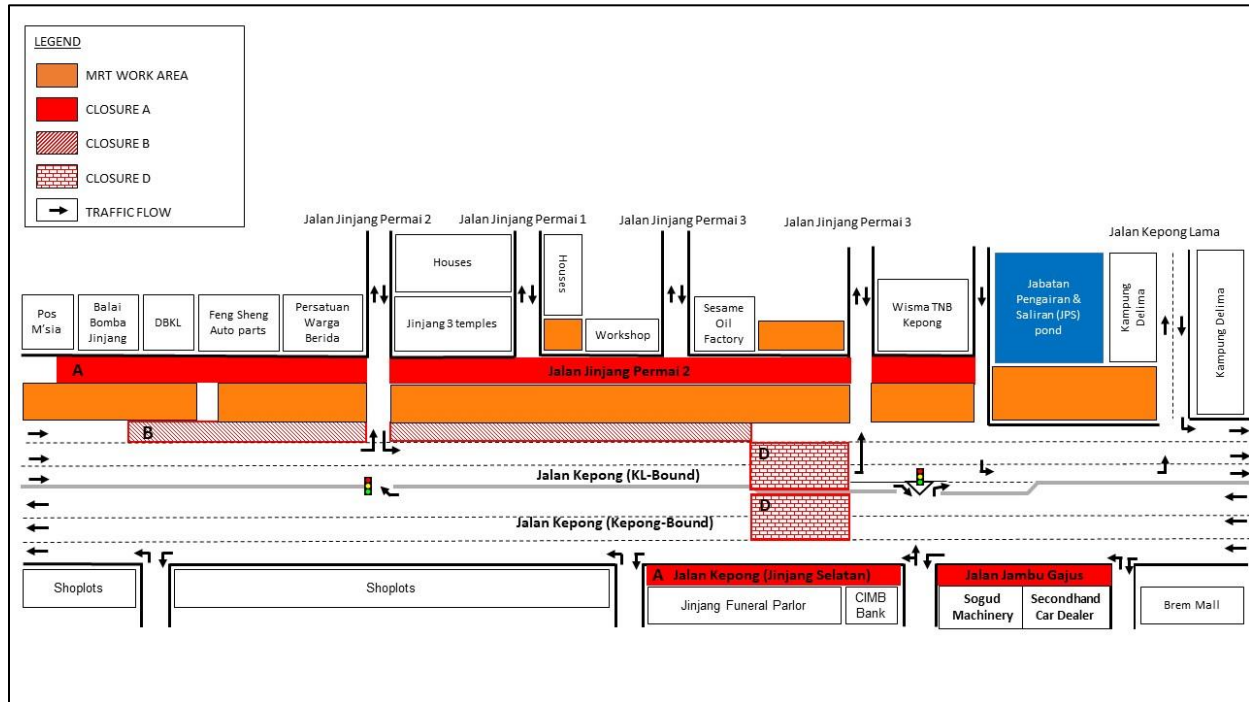 LEGEND
MRT WORK AREA
CLOSURE A
CLOSURE B
CLOSURE D
TRAFFIC FLOW
Jalan Jinjang Permai 2
Jalan Jinjang Permai 1
Jalan Jinjang Permai 3
Jalan Jinjang Permai 3
Jalan Kepong Lama
Pos
M'sia
Balai
Bomba
Jinjang
DBKL
Feng Sheng
Auto parts
Persatuan
Warga
Berida
Houses
Jinjang 3 temples
Houses
Workshop
Sesame
Oil
Factory
Wisma TNB
Kepong
Jabatan
Pengairan &
Saliran (JPS)
pond
Kampung
Delima
Kampung Delima
A
Jalan Jinjang Permai 2
B
D
Jalan Kepong (KL-Bound)
D
Jalan Kepong (Kepong-Bound)
Shoplots
Shoplots
A Jalan Kepong (Jinjang Selatan)
Jinjang Funeral Parlor
CIMB
Bank
Jalan Jambu Gajus
Sogud
Machinery
Secondhand
Car Dealer
Brem Mall